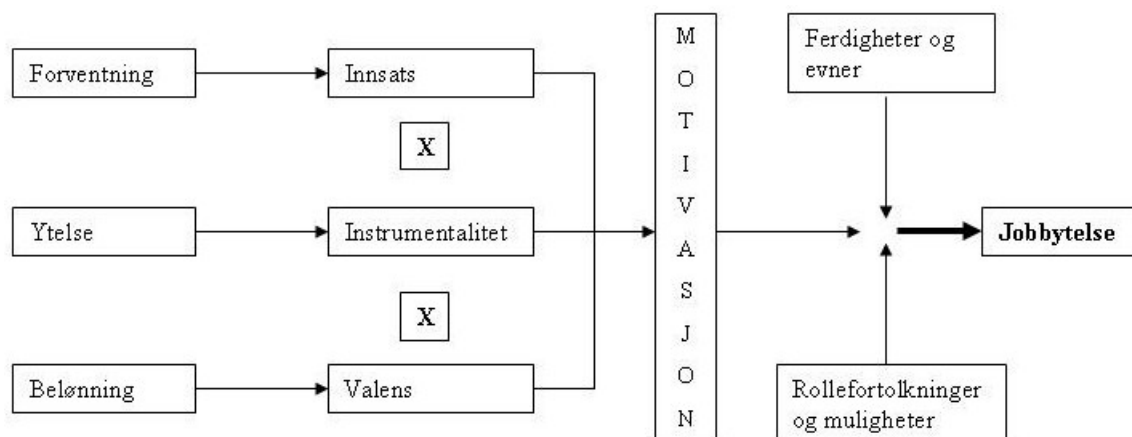 Forventning
Innsats
X
Ytelse
Instrumentalitet
X
Belønning
Valens
M
O
T
I
V
A
S
J
O
N
Ferdigheter og
evner
Jobbytelse
Rollefortolkninger
og muligheter